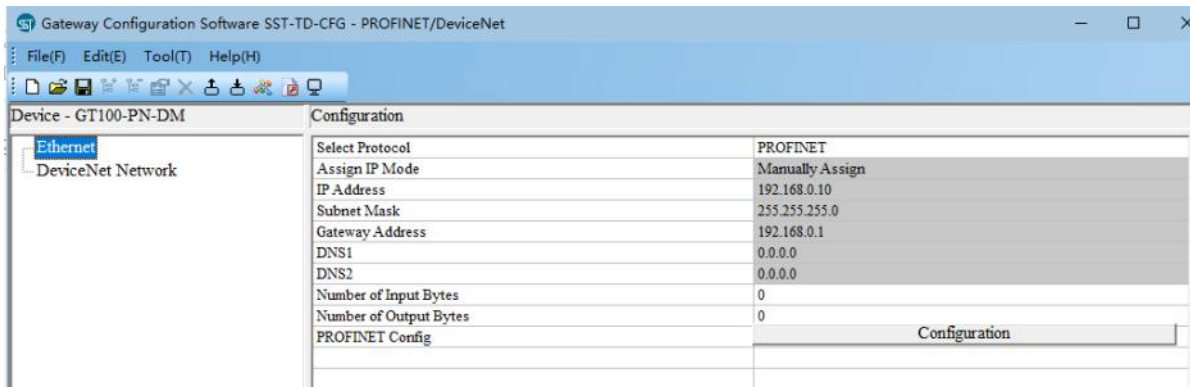 SST Gateway Configuration Software SST-TD-CFG - PROFINET/DeviceNet
File(F) Edit(E) Tool(T) Help(H)
Device - GT100-PN-DM Configuration
Ethernet
DeviceNet Network
Select Protocol PROFINET
Assign IP Mode Manually Assign
IP Address 192.168.0.10
Subnet Mask 255.255.255.0
Gateway Address 192.168.0.1
DNS1 0.0.0.0
DNS2 0.0.0.0
Number of Input Bytes 0
Number of Output Bytes 0
PROFINET Config Configuration